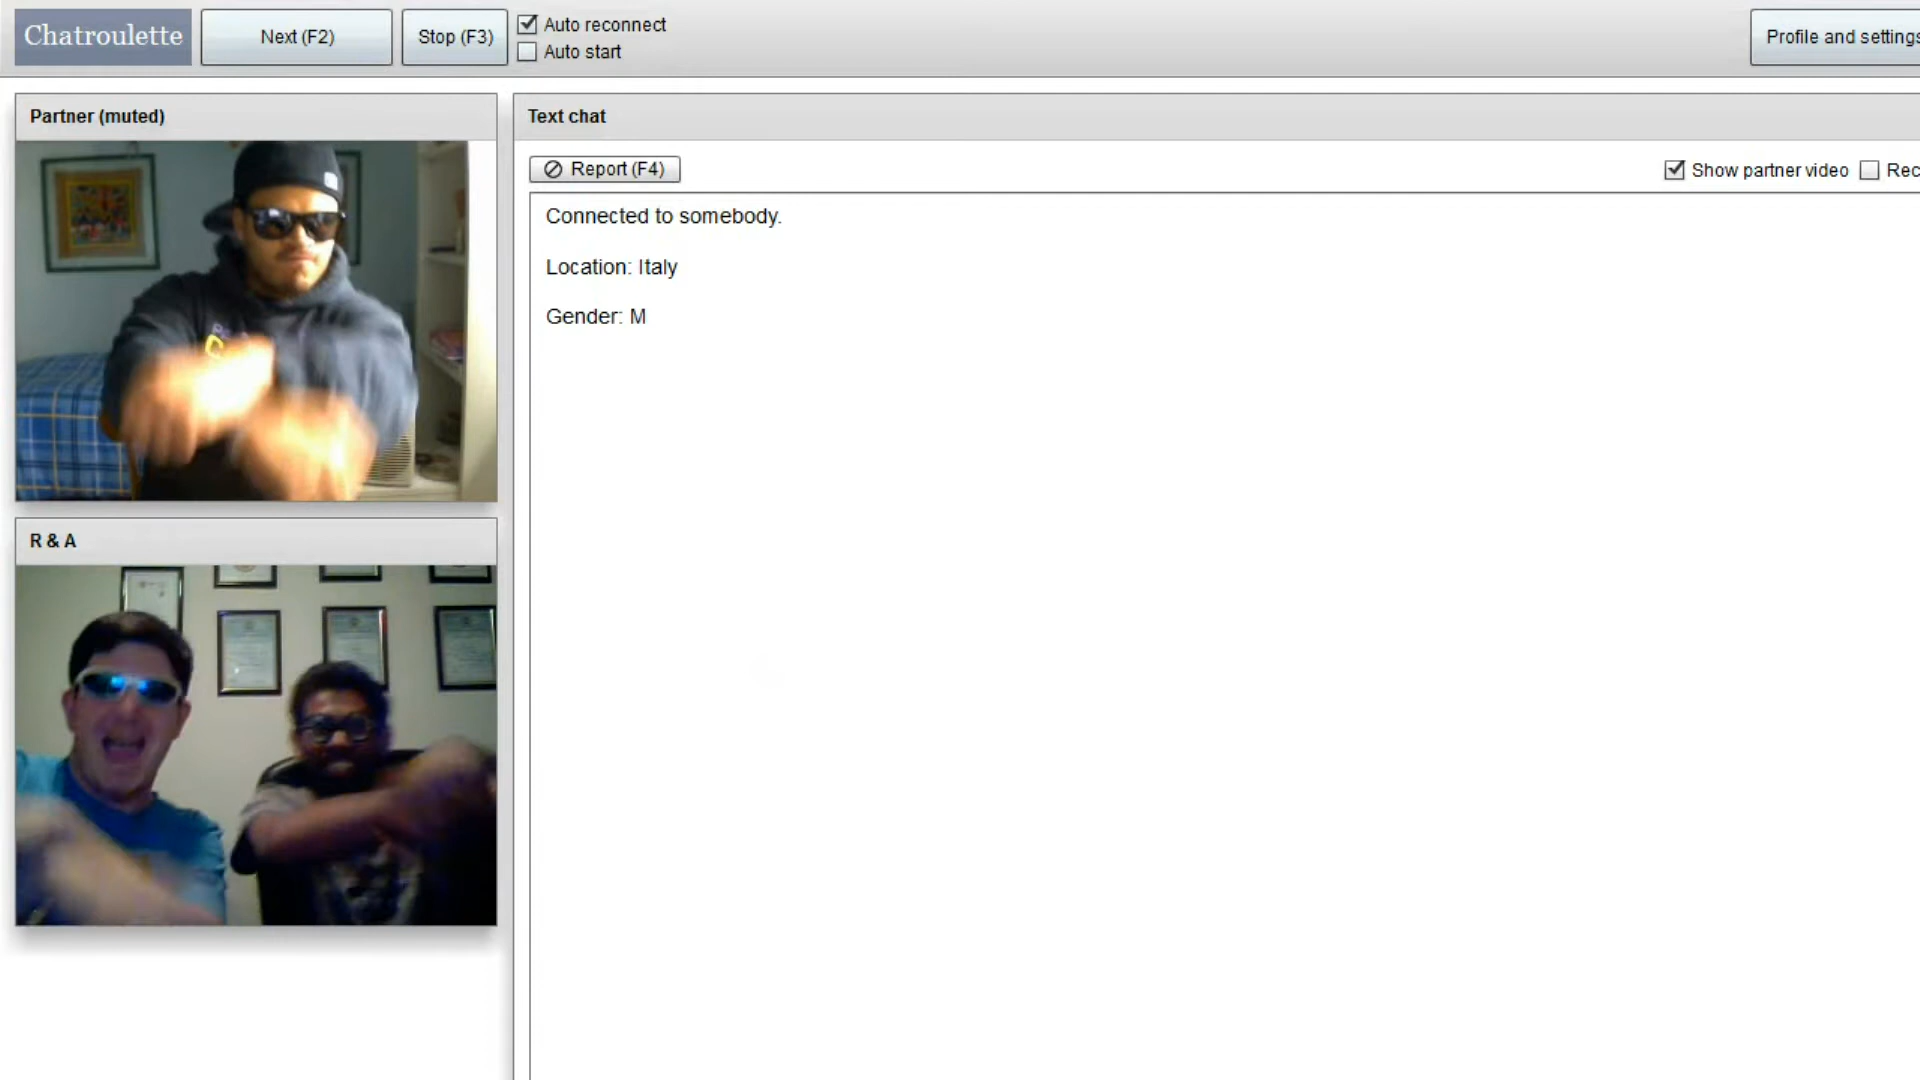 Chatroulette
Next (F2)
Stop (F3)
Auto reconnect
Auto start
Profile and settings
Partner (muted)
Text chat
Report (F4)
Show partner video
Rec
Connected to somebody.
Location: Italy
Gender: M
R & A